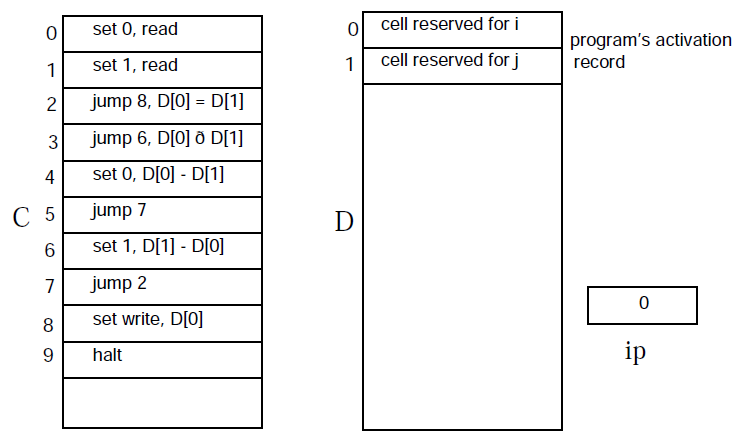 0 set 0, read
1 set 1, read
2 jump 8, D[0] = D[1]
3 jump 6, D[0] ð D[1]
4 set 0, D[0] - D[1]
C 5 jump 7
6 set 1, D[1] - D[0]
7 jump 2
8 set write, D[0]
9 halt
0 cell reserved for i
1 cell reserved for j
program's activation
record
D
0
ip